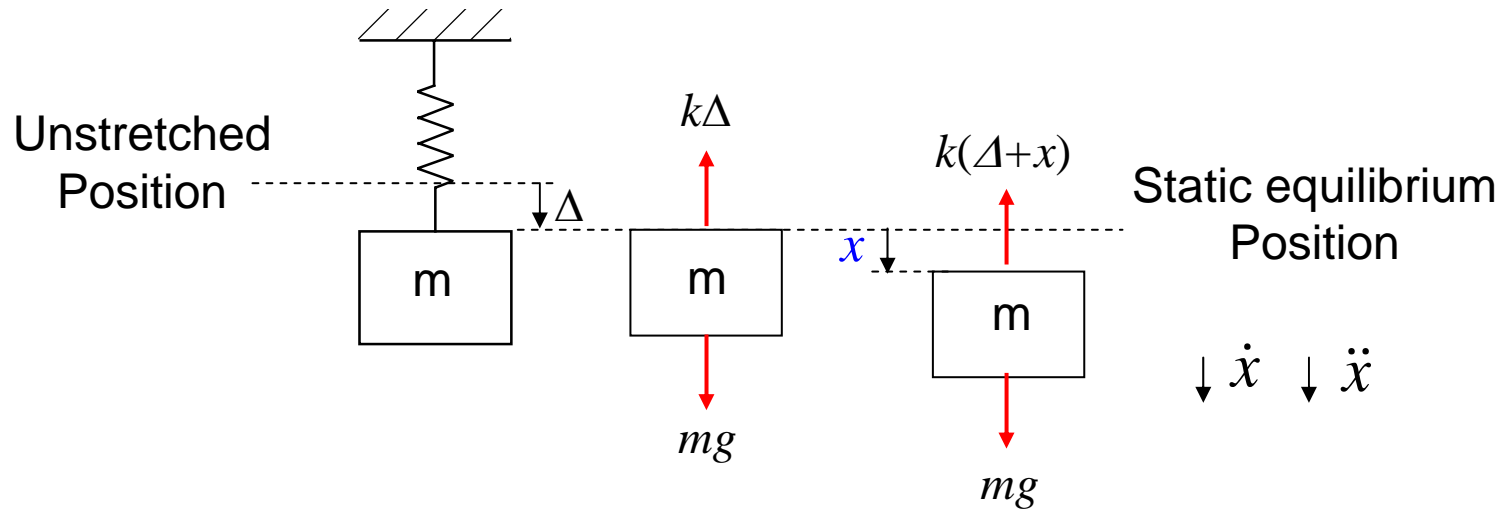 Unstretched
Position
Δ
m
kΔ
m
mg
x
k(Δ+x)
m
mg
Static equilibrium
Position
ẋ ẍ